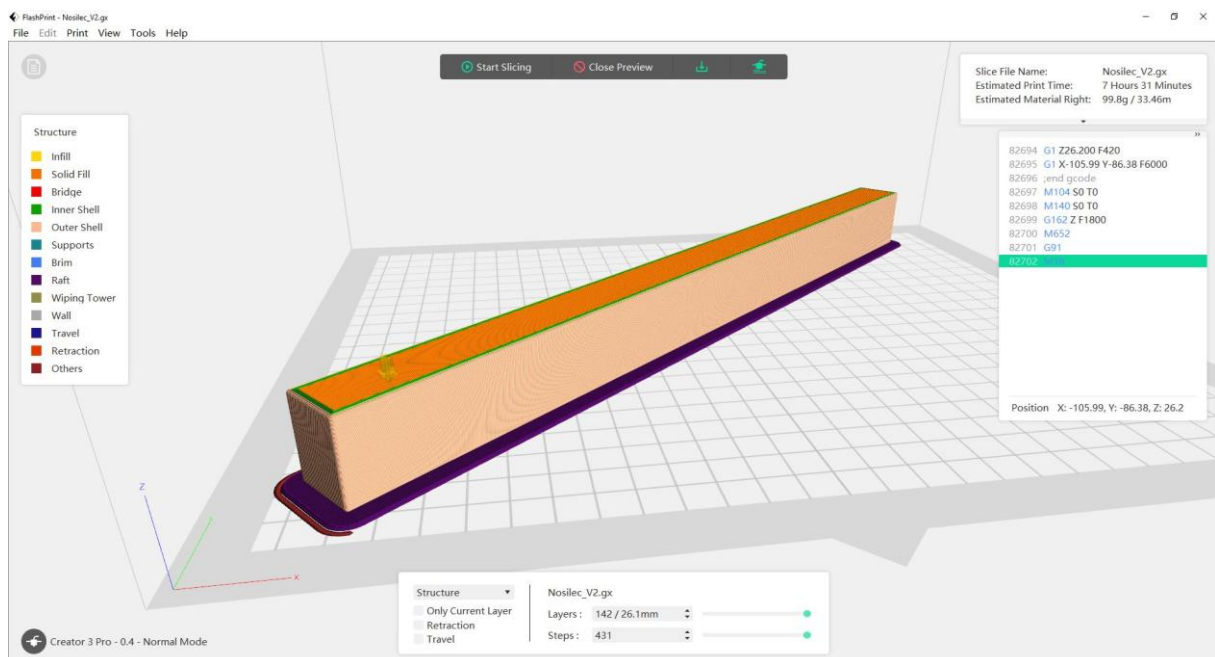 FlashPrint - Nosilec_V2.gx
File Edit Print View Tools Help
Start Slicing Close Preview
Slice File Name: Nosilec_V2.gx
Estimated Print Time: 7 Hours 31 Minutes
Estimated Material Right: 99.8g / 33.46m
Structure
Infill
Solid Fill
Bridge
Inner Shell
Outer Shell
Supports
Brim
Raft
Wiping Tower
Wall
Travel
Retraction
Others
82694 G1 Z26.200 F420
82695 G1 X-105.99 Y-86.38 F6000
82696 ;end gcode
82697 M104 S0 T0
82698 M140 S0 T0
82699 G162 Z F1800
82700 M652
82701 G91
82702
Position X: -105.99, Y: -86.38, Z: 26.2
Z
X
Structure
Only Current Layer
Retraction
Travel
Nosilec_V2.gx
Layers : 142 / 26.1mm
Steps : 431
Creator 3 Pro - 0.4 - Normal Mode